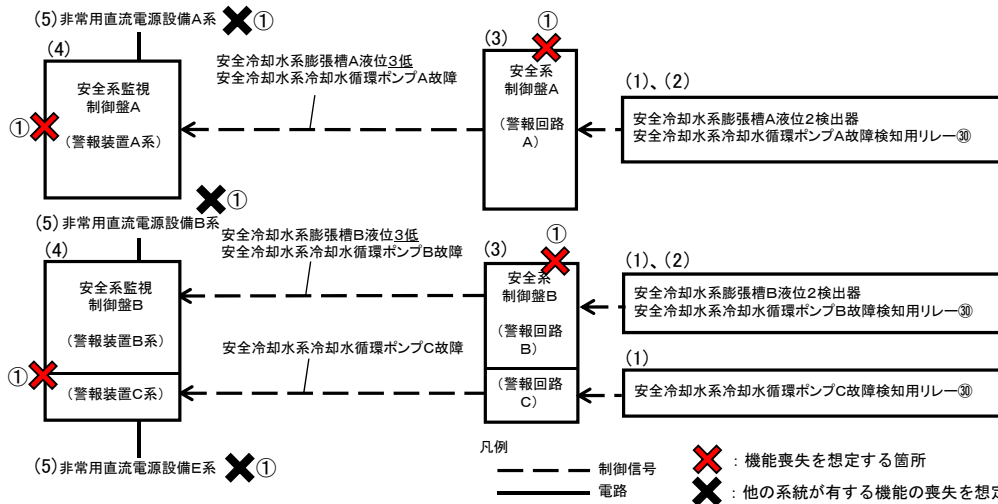 (5)非常用直流電源設備A系 ①
(4)
安全系監視
制御盤A
(警報装置A系)
①
安全冷却水系膨張槽A液位3低
安全冷却水系冷却水循環ポンプA故障
(3)
①
安全系
制御盤A
(警報回路
A)
(1)、(2)
安全冷却水系膨張槽A液位2検出器
安全冷却水系冷却水循環ポンプA故障検知用リレー㉚
①
(5)非常用直流電源設備B系
(4)
安全系監視
制御盤B
(警報装置B系)
①
(警報装置C系)
安全冷却水系膨張槽B液位3低
安全冷却水系冷却水循環ポンプB故障
安全冷却水系冷却水循環ポンプC故障
(3)
①
安全系
制御盤B
(警報回路
B)
(警報回路
C)
(1)、(2)
安全冷却水系膨張槽B液位2検出器
安全冷却水系冷却水循環ポンプB故障検知用リレー㉚
(1)
安全冷却水系冷却水循環ポンプC故障検知用リレー㉚
(5)非常用直流電源設備E系 ①
凡例
制御信号
電路
:機能喪失を想定する箇所
:他の系統が有する機能の喪失を想定